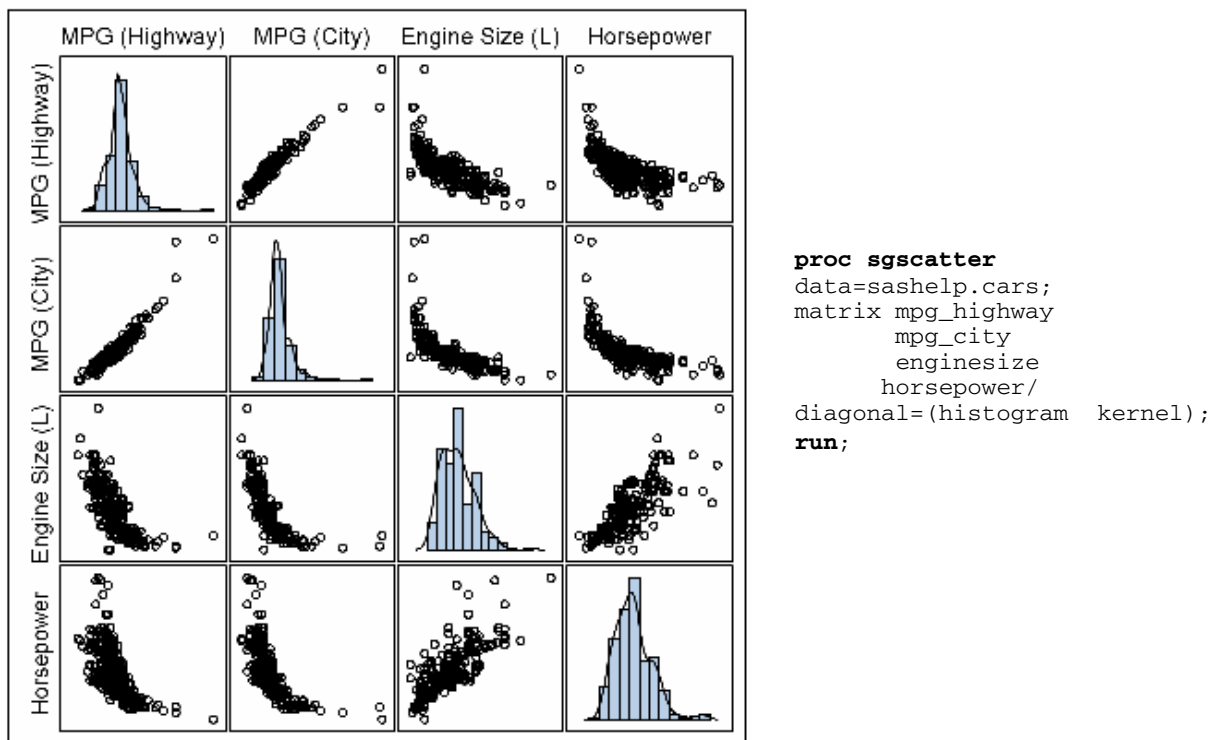 MPG (Highway) MPG (City) Engine Size (L) Horsepower
MPG (Highway)
MPG (City)
Engine Size (L)
Horsepower
proc sgscatter
data=sashelp.cars;
matrix mpg_highway
mpg_city
enginesize
horsepower/
diagonal=(histogram kernel);
run;